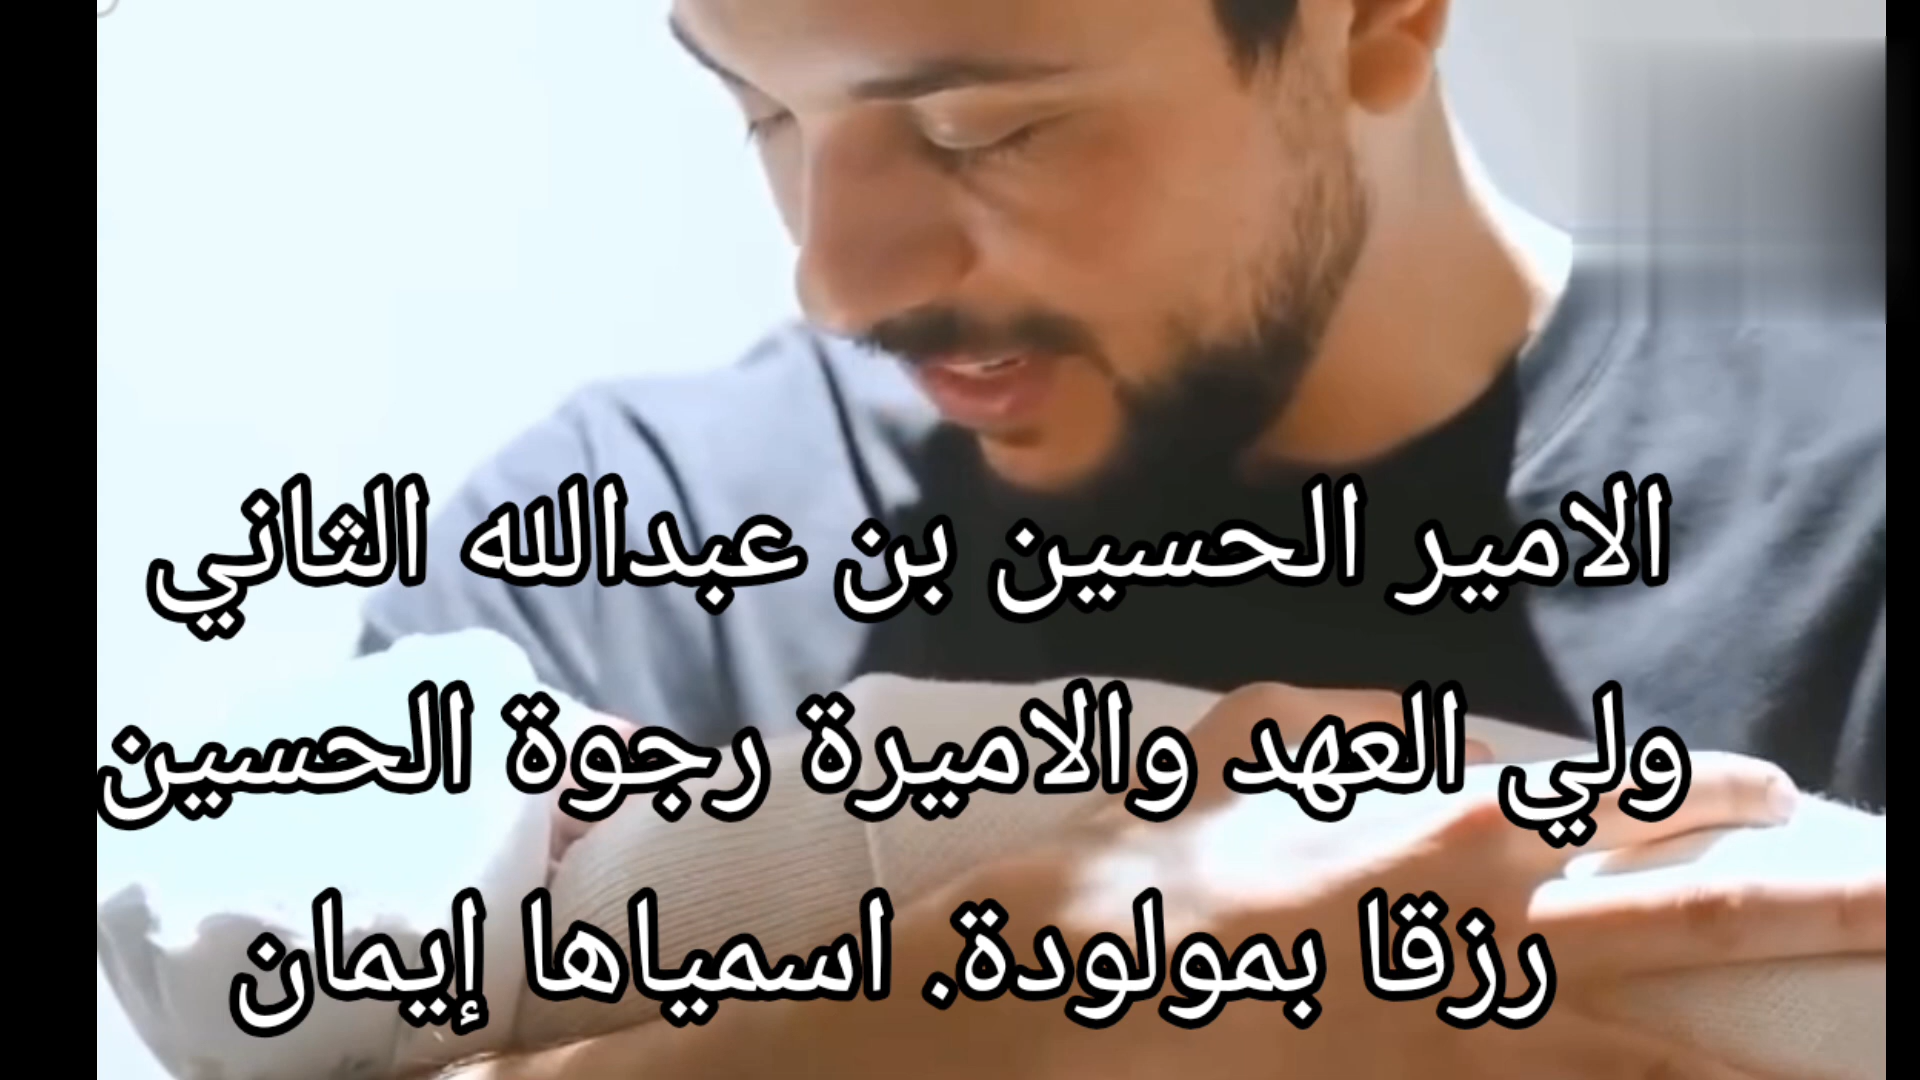 الامير الحسين بن عبدالله الثاني
ولي العهد والاميرة رجوة الحسين
رزقا بمولودة. اسمياها إيمان